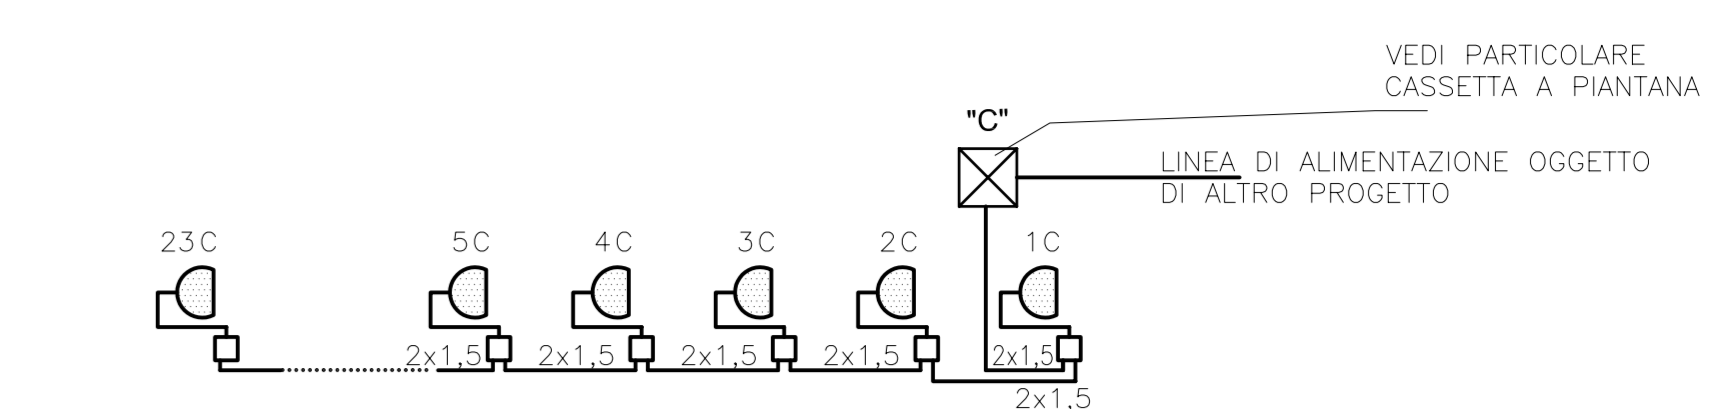 VEDI PARTICOLARE
CASSETTA A PIANTANA
"C"
LINEA DI ALIMENTAZIONE OGGETTO
DI ALTRO PROGETTO
23C 5C 4C 3C 2C 1C
2x1,5 2x1,5 2x1,5 2x1,5 2x1,5
2x1,5